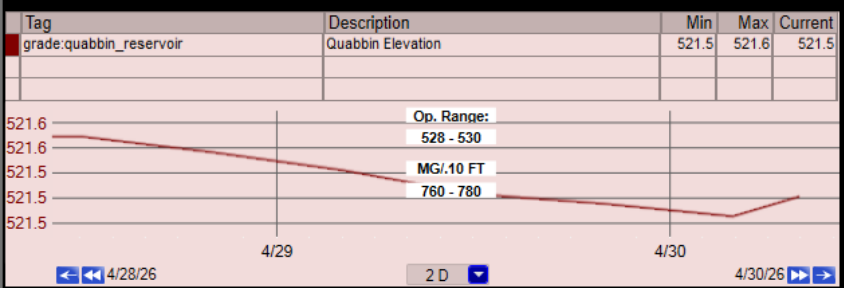 Tag Description Min Max Current
grade:quabbin_reservoir Quabbin Elevation 521.5 521.6 521.5
Op. Range:
521.6
528 - 530
521.6
MG/.10 FT
521.5
760 - 780
521.5
521.5
4/29 4/30
4/28/26 2 D 4/30/26